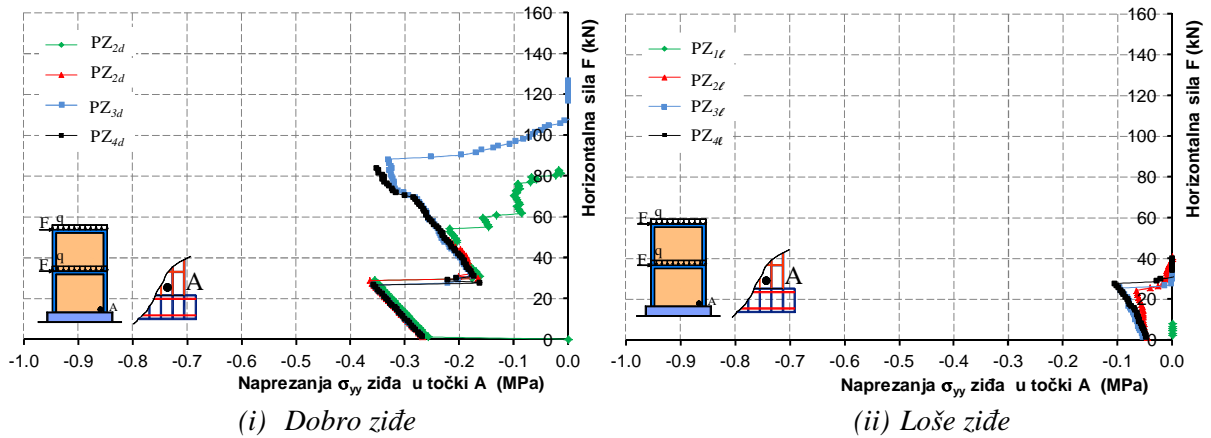 PZ2d
PZ2d
PZ3d
PZ4d
F
q
F
q
A
A
160
140
120
100
80
60
40
20
0
Horizontalna sila F (kN)
-1.0 -0.9 -0.8 -0.7 -0.6 -0.5 -0.4 -0.3 -0.2 -0.1 0.0
Naprezanja σyy ziđa u točki A (MPa)
(i) Dobro ziđe
PZ1ℓ
PZ2ℓ
PZ3ℓ
PZ4ℓ
F
q
F
q
A
A
160
140
120
100
80
60
40
20
0
Horizontalna sila F (kN)
-1.0 -0.9 -0.8 -0.7 -0.6 -0.5 -0.4 -0.3 -0.2 -0.1 0.0
Naprezanja σyy ziđa u točki A (MPa)
(ii) Loše ziđe